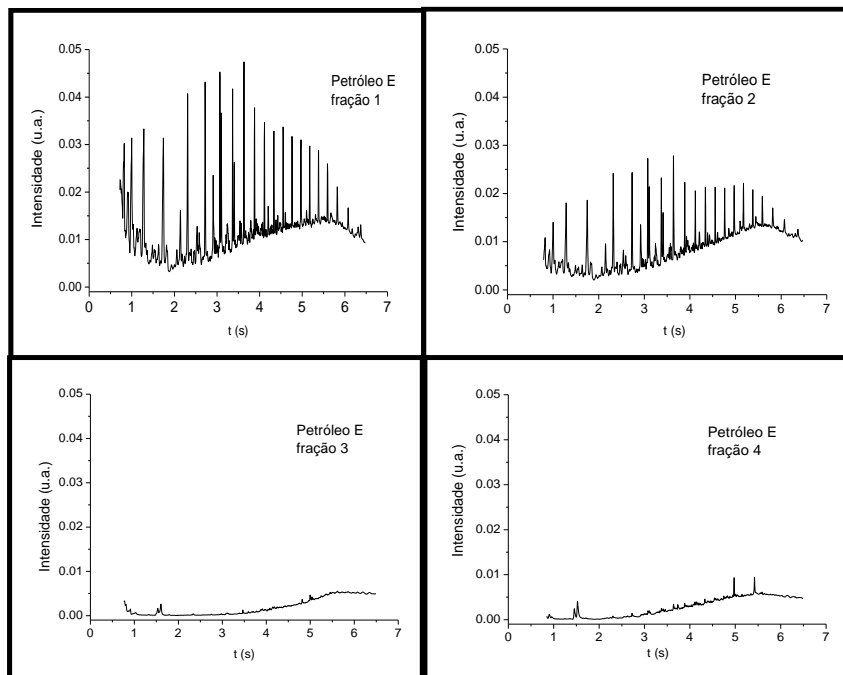 0.05
0.04
0.03
0.02
0.01
0.00
Intensidade (u.a.)
Petróleo E
fração 1
0 1 2 3 4 5 6 7
t (s)
0.05
0.04
0.03
0.02
0.01
0.00
Intensidade (u.a.)
Petróleo E
fração 2
0 1 2 3 4 5 6 7
t (s)
0.05
0.04
0.03
0.02
0.01
0.00
Intensidade (u.a.)
Petróleo E
fração 3
0 1 2 3 4 5 6 7
t (s)
0.05
0.04
0.03
0.02
0.01
0.00
Intensidade (u.a.)
Petróleo E
fração 4
0 1 2 3 4 5 6 7
t (s)